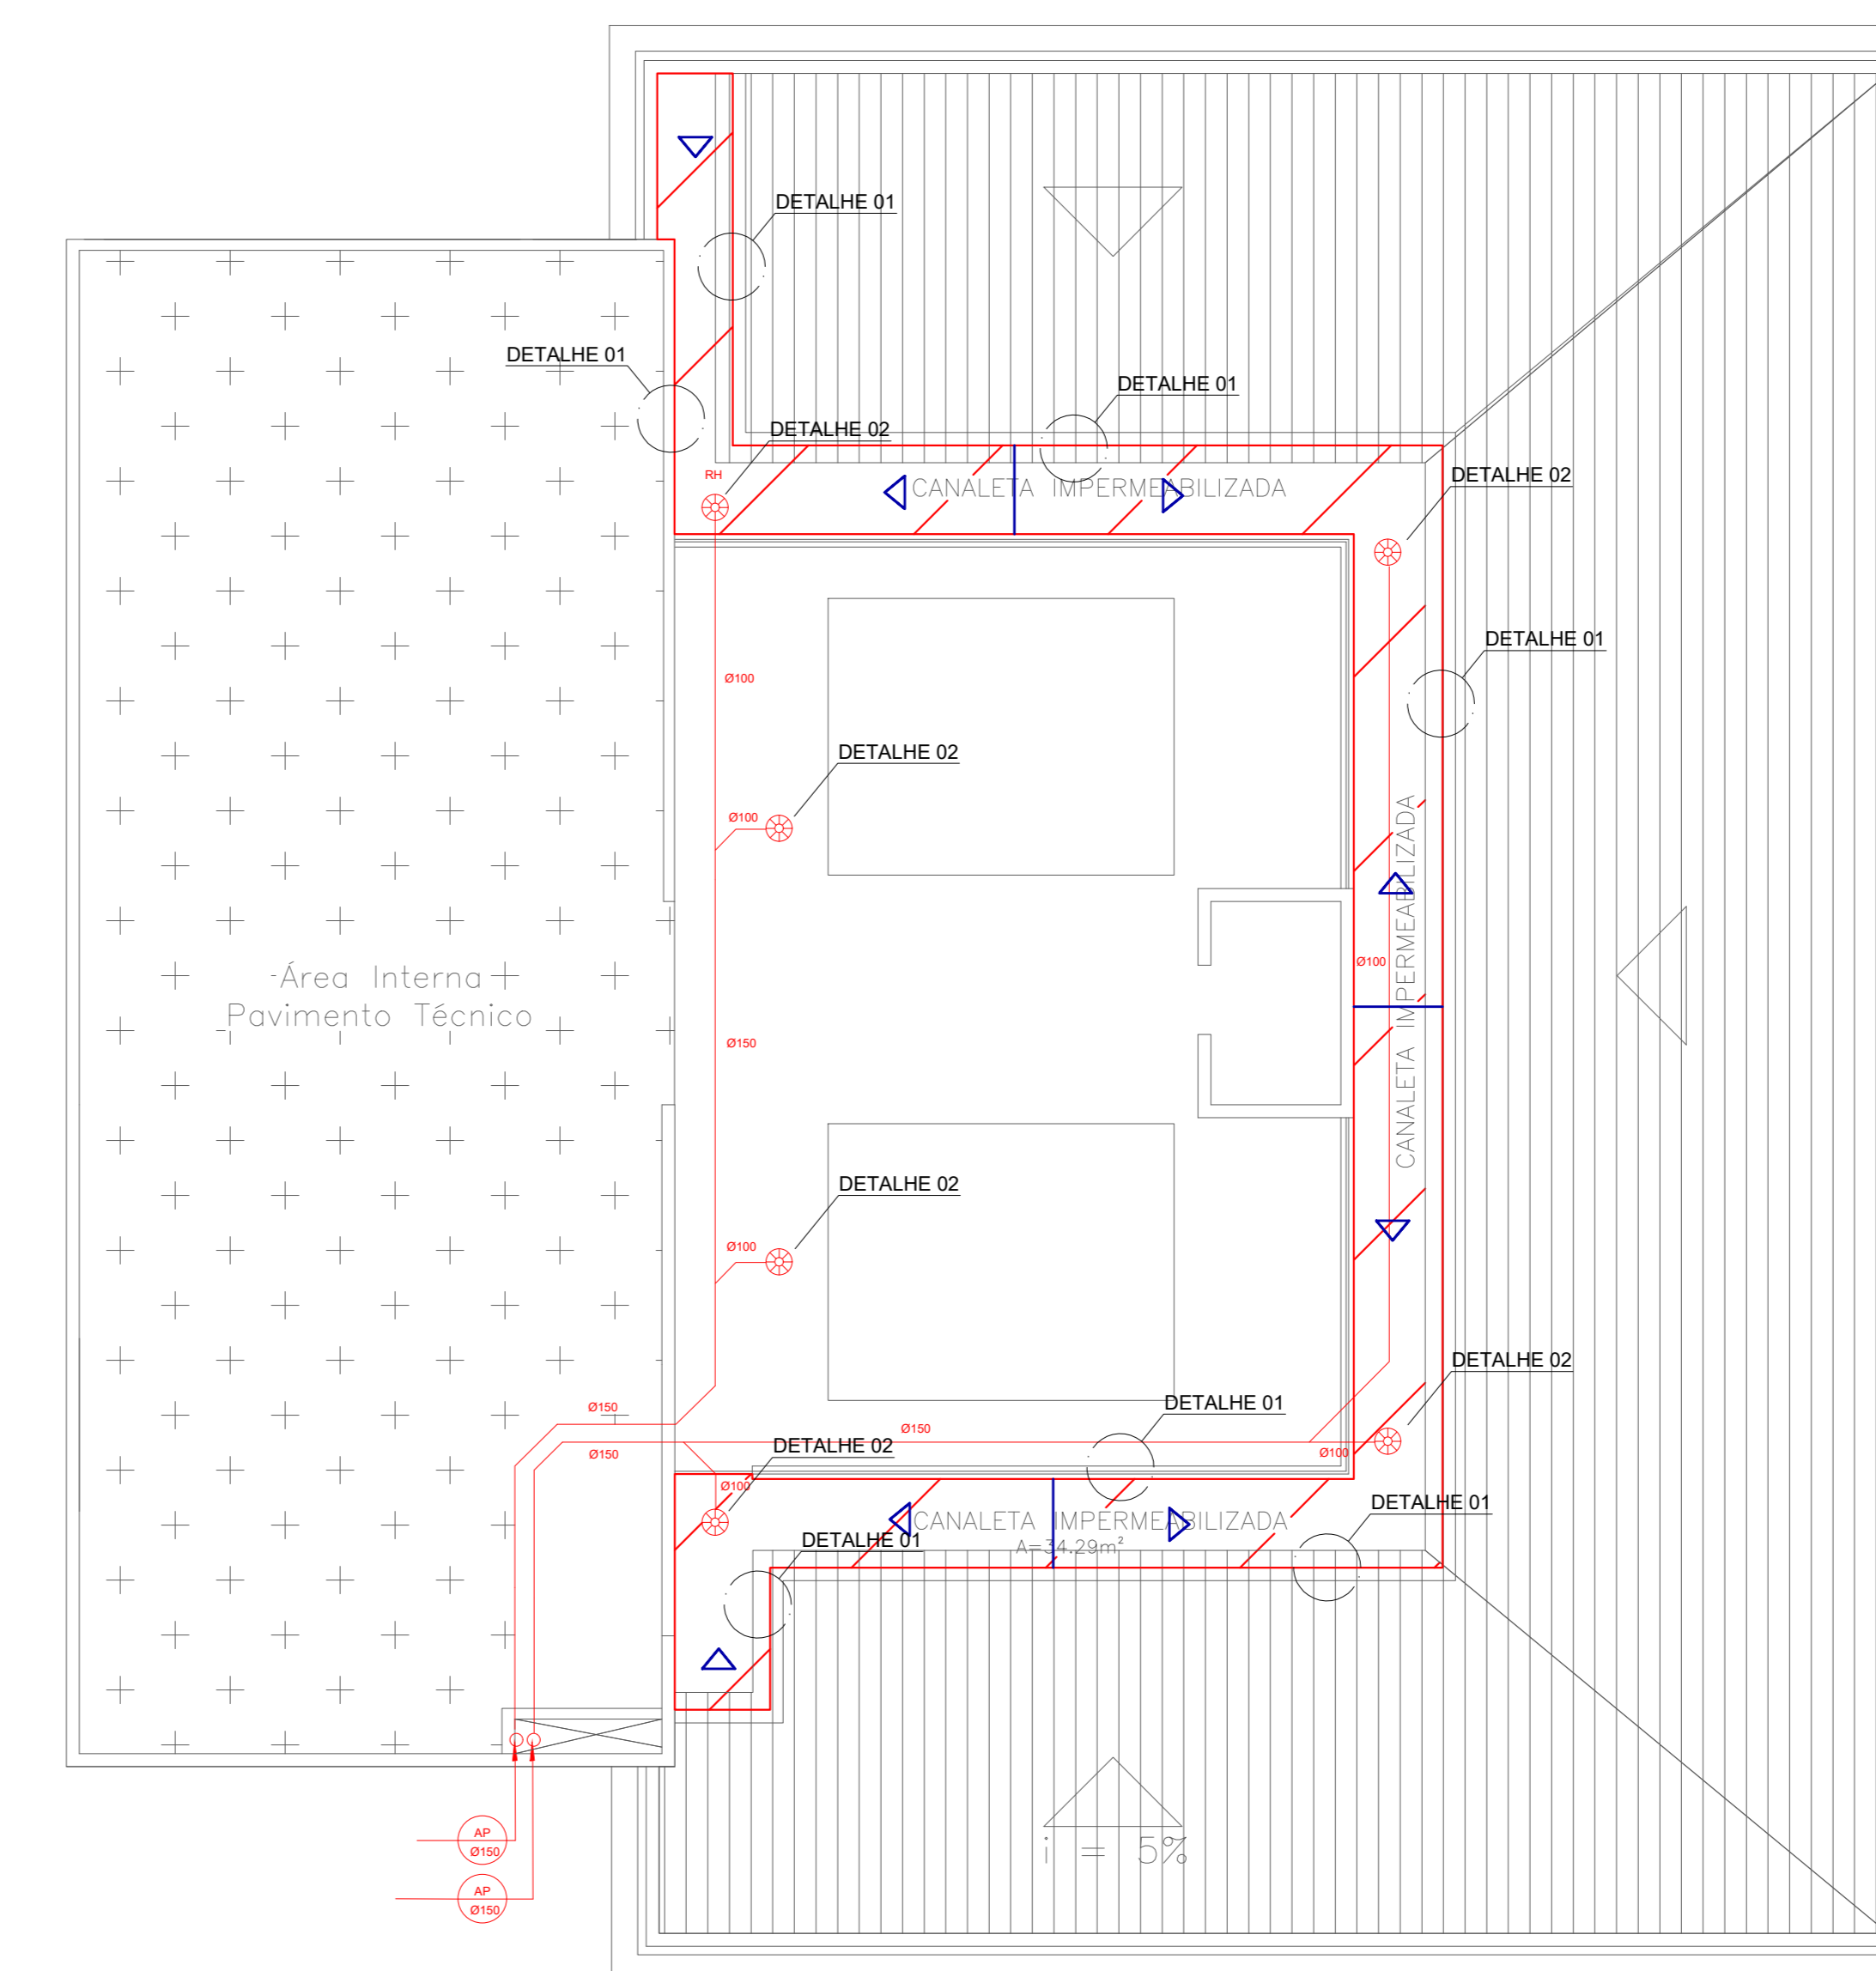 DETALHE 01
DETALHE 01
DETALHE 01
DETALHE 02
RH
CANALETA IMPERMEABILIZADA
DETALHE 02
DETALHE 01
Ø100
DETALHE 02
Ø100
CANALETA IMPERMEABILIZADA
Ø100
Área Interna
Pavimento Técnico
Ø150
DETALHE 02
Ø100
DETALHE 02
DETALHE 01
Ø150
Ø150
Ø150
DETALHE 02
Ø100
Ø100
DETALHE 01
CANALETA IMPERMEABILIZADA
A=34.29m²
DETALHE 01
i = 5%
AP
Ø150
AP
Ø150